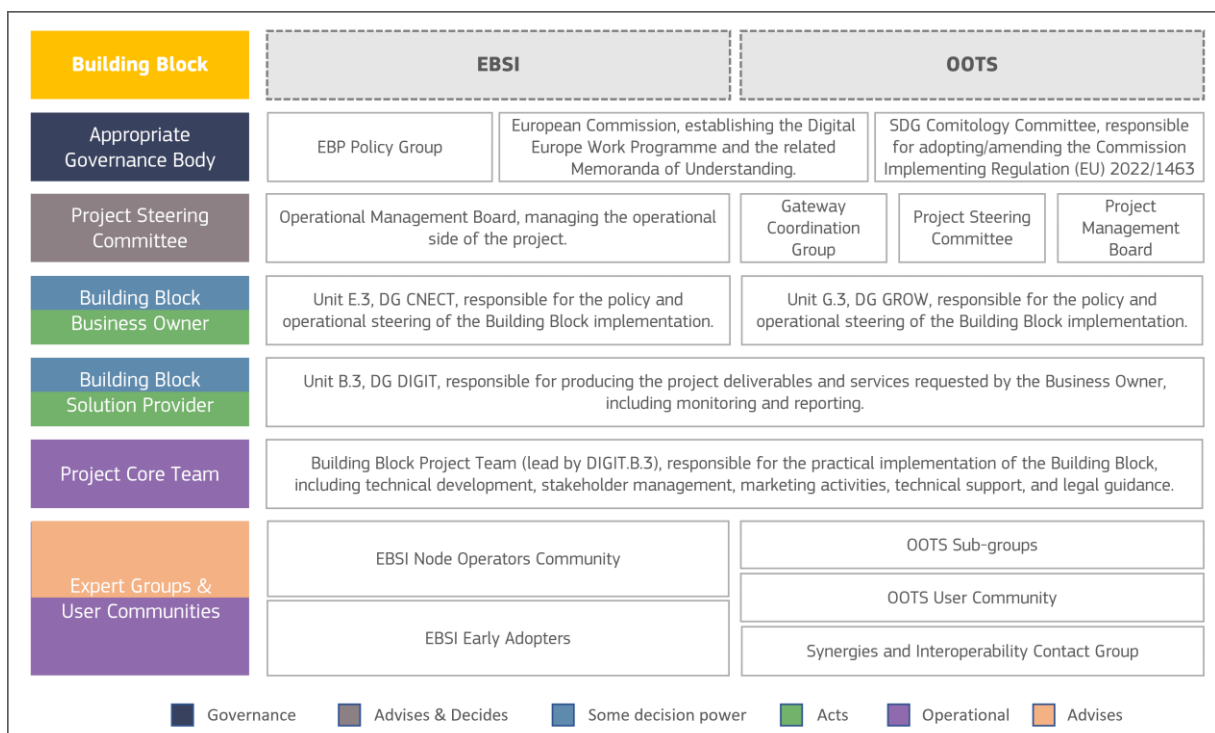 Building Block
EBSI
OOTS
Appropriate
Governance Body
EBP Policy Group
European Commission, establishing the Digital
Europe Work Programme and the related
Memoranda of Understanding.
SDG Comitology Committee, responsible
for adopting/amending the Commission
Implementing Regulation (EU) 2022/1463
Project Steering
Committee
Operational Management Board, managing the operational
side of the project.
Gateway
Coordination
Group
Project Steering
Committee
Project
Management
Board
Building Block
Business Owner
Unit E.3, DG CNECT, responsible for the policy and
operational steering of the Building Block implementation.
Unit G.3, DG GROW, responsible for the policy and
operational steering of the Building Block implementation.
Building Block
Solution Provider
Unit B.3, DG DIGIT, responsible for producing the project deliverables and services requested by the Business Owner,
including monitoring and reporting.
Project Core Team
Building Block Project Team (lead by DIGIT.B.3), responsible for the practical implementation of the Building Block,
including technical development, stakeholder management, marketing activities, technical support, and legal guidance.
Expert Groups &
User Communities
EBSI Node Operators Community
EBSI Early Adopters
OOTS Sub-groups
OOTS User Community
Synergies and Interoperability Contact Group
Governance
Advises & Decides
Some decision power
Acts
Operational
Advises